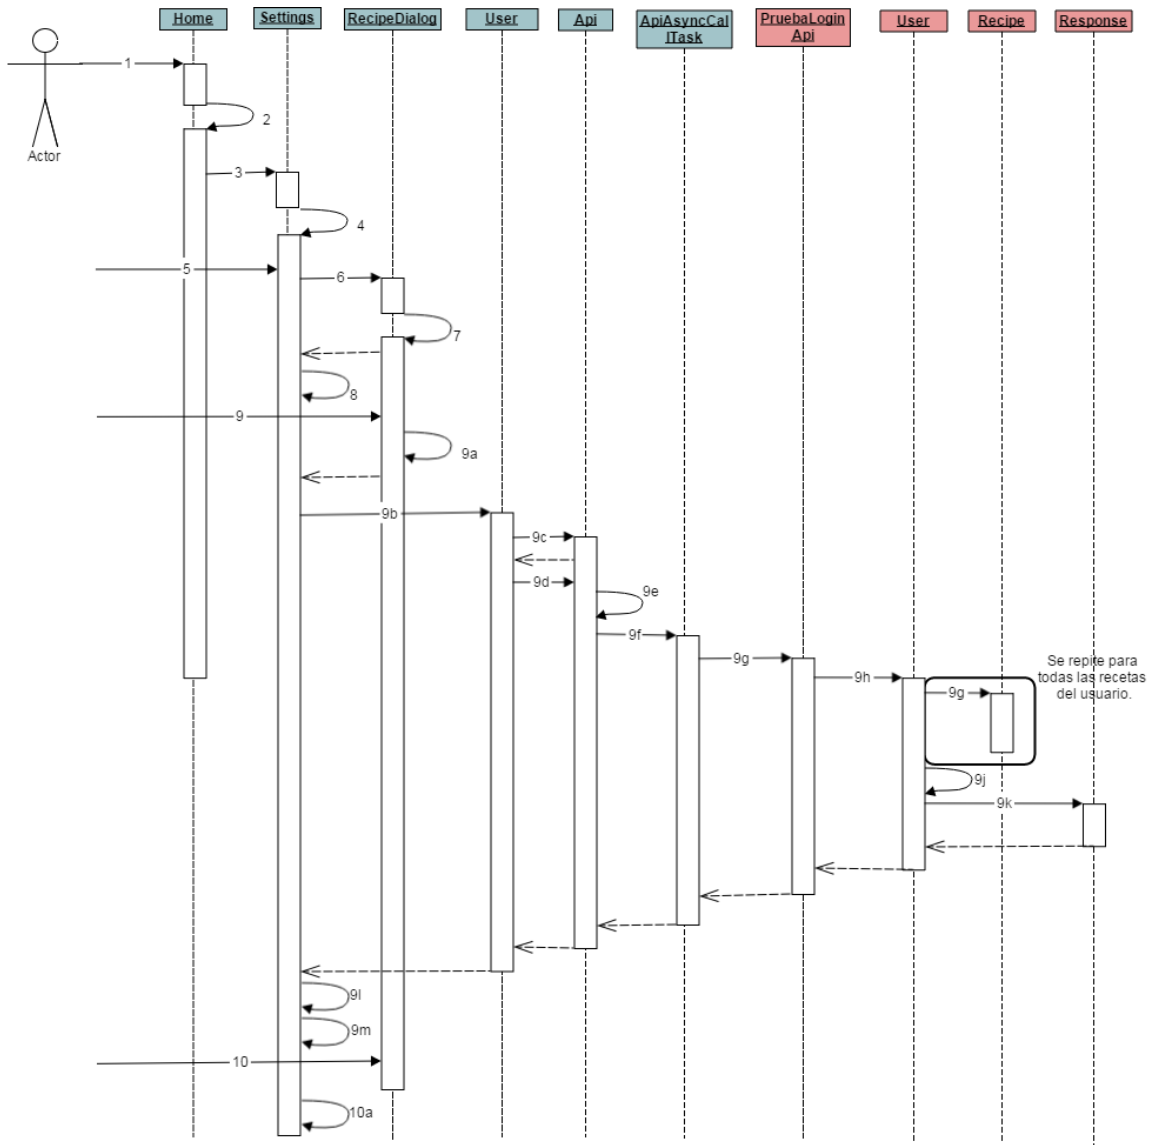 Home
Settings
RecipeDialog
User
Api
ApiAsyncCal
lTask
PruebaLogin
Api
User
Recipe
Response
1
Actor
2
3
4
5
6
7
8
9
9a
9b
9c
9d
9e
9f
9g
9h
Se repite para
todas las recetas
del usuario.
9g
9j
9k
9l
9m
10
10a